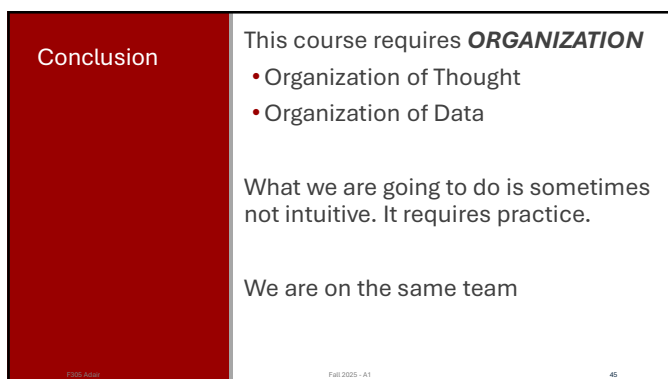 Conclusion
This course requires ORGANIZATION
• Organization of Thought
• Organization of Data
What we are going to do is sometimes
not intuitive. It requires practice.
We are on the same team
F305 Adair
Fall 2025 - A1
45